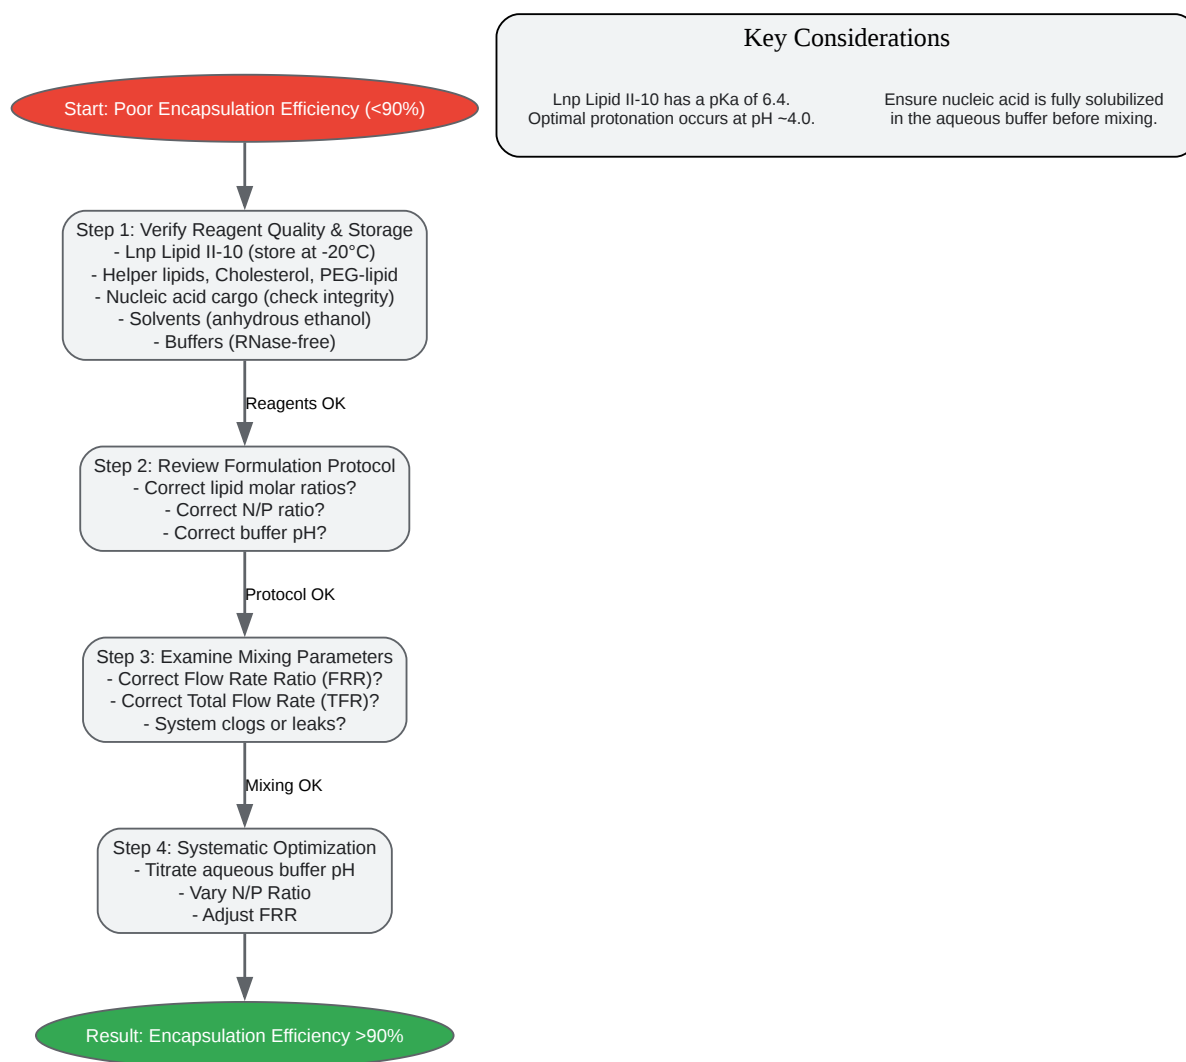 Key Considerations
Lnp Lipid II-10 has a pKa of 6.4.
Optimal protonation occurs at pH ~4.0.
Ensure nucleic acid is fully solubilized
in the aqueous buffer before mixing.
Start: Poor Encapsulation Efficiency (<90%)
Step 1: Verify Reagent Quality & Storage
- Lnp Lipid II-10 (store at -20°C)
- Helper lipids, Cholesterol, PEG-lipid
- Nucleic acid cargo (check integrity)
- Solvents (anhydrous ethanol)
- Buffers (RNase-free)
Reagents OK
Step 2: Review Formulation Protocol
- Correct lipid molar ratios?
- Correct N/P ratio?
- Correct buffer pH?
Protocol OK
Step 3: Examine Mixing Parameters
- Correct Flow Rate Ratio (FRR)?
- Correct Total Flow Rate (TFR)?
- System clogs or leaks?
Mixing OK
Step 4: Systematic Optimization
- Titrate aqueous buffer pH
- Vary N/P Ratio
- Adjust FRR
Result: Encapsulation Efficiency >90%